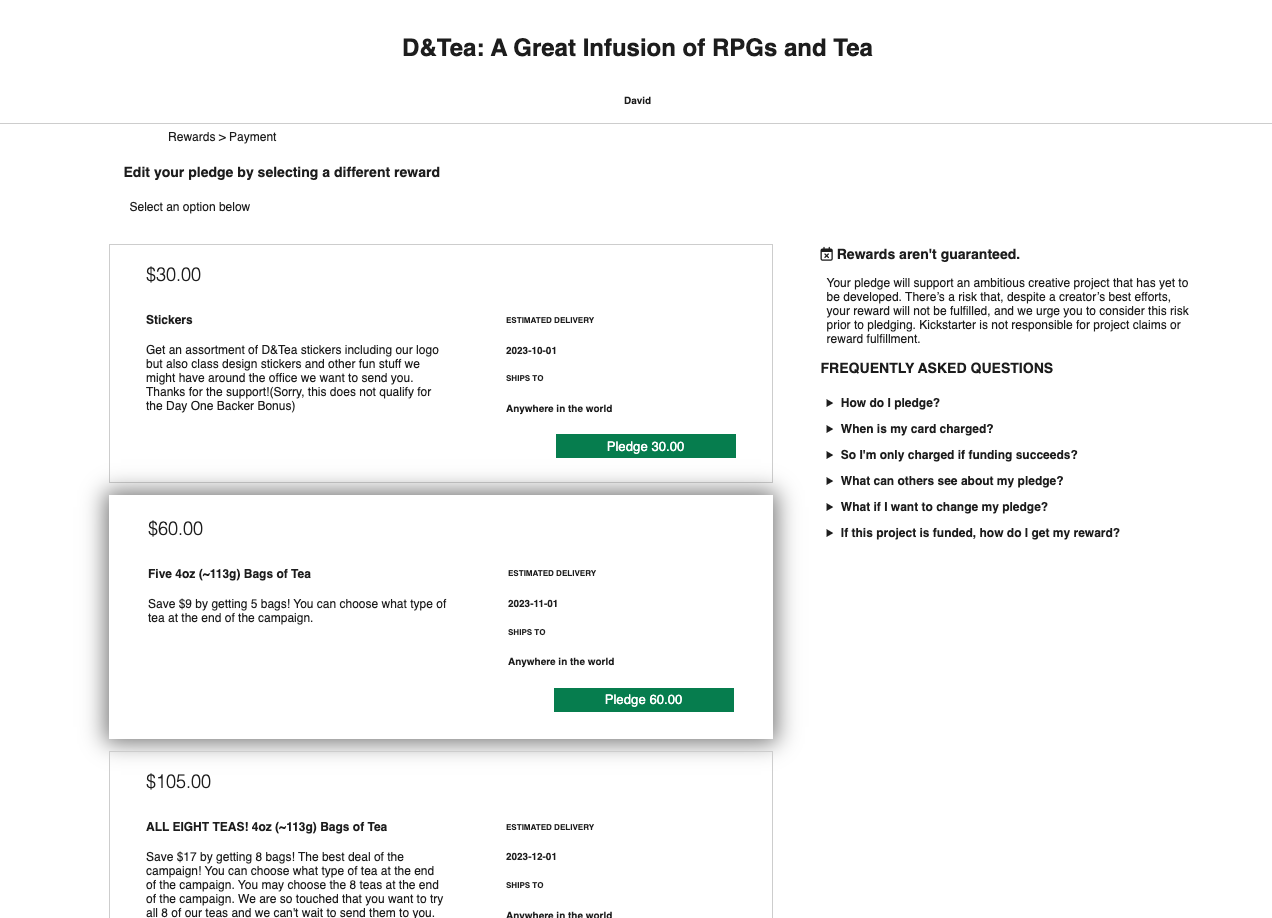 D&Tea: A Great Infusion of RPGs and Tea
David
Rewards > Payment
Edit your pledge by selecting a different reward
Select an option below
$30.00
Stickers
Get an assortment of D&Tea stickers including our logo
but also class design stickers and other fun stuff we
might have around the office we want to send you.
Thanks for the support!(Sorry, this does not qualify for
the Day One Backer Bonus)
ESTIMATED DELIVERY
2023-10-01
SHIPS TO
Anywhere in the world
Pledge 30.00
$60.00
Five 4oz (~113g) Bags of Tea
Save $9 by getting 5 bags! You can choose what type of
tea at the end of the campaign.
ESTIMATED DELIVERY
2023-11-01
SHIPS TO
Anywhere in the world
Pledge 60.00
$105.00
ALL EIGHT TEAS! 4oz (~113g) Bags of Tea
Save $17 by getting 8 bags! The best deal of the
campaign! You can choose what type of tea at the end
of the campaign. You may choose the 8 teas at the end
of the campaign. We are so touched that you want to try
all 8 of our teas and we can't wait to send them to you.
ESTIMATED DELIVERY
2023-12-01
SHIPS TO
Anywhere in the world
Rewards aren't guaranteed.
Your pledge will support an ambitious creative project that has yet to
be developed. There’s a risk that, despite a creator’s best efforts,
your reward will not be fulfilled, and we urge you to consider this risk
prior to pledging. Kickstarter is not responsible for project claims or
reward fulfillment.
FREQUENTLY ASKED QUESTIONS
How do I pledge?
When is my card charged?
So I'm only charged if funding succeeds?
What can others see about my pledge?
What if I want to change my pledge?
If this project is funded, how do I get my reward?